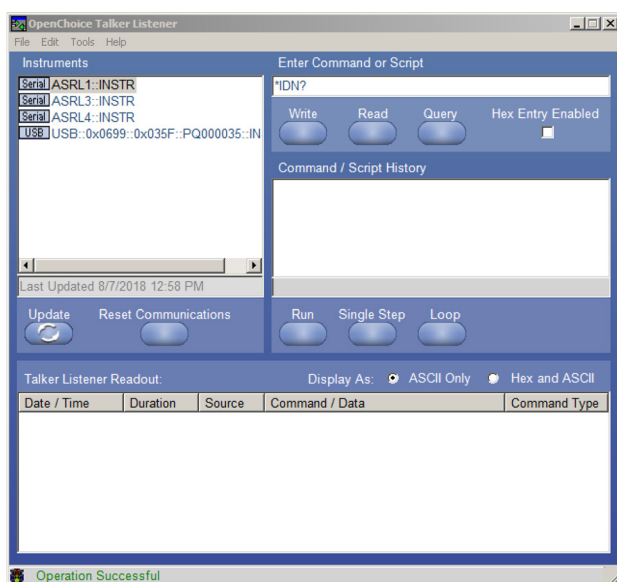 OpenChoice Talker Listener
File Edit Tools Help
Instruments
Serial ASRL1::INSTR
Serial ASRL3::INSTR
Serial ASRL4::INSTR
USB USB::0x0699::0x035F::PQ000035::IN
Last Updated 8/7/2018 12:58 PM
Update Reset Communications
Enter Command or Script
*IDN?
Write Read Query Hex Entry Enabled
Command / Script History
Run Single Step Loop
Talker Listener Readout: Display As: ASCII Only Hex and ASCII
Date / Time Duration Source Command / Data Command Type
Operation Successful